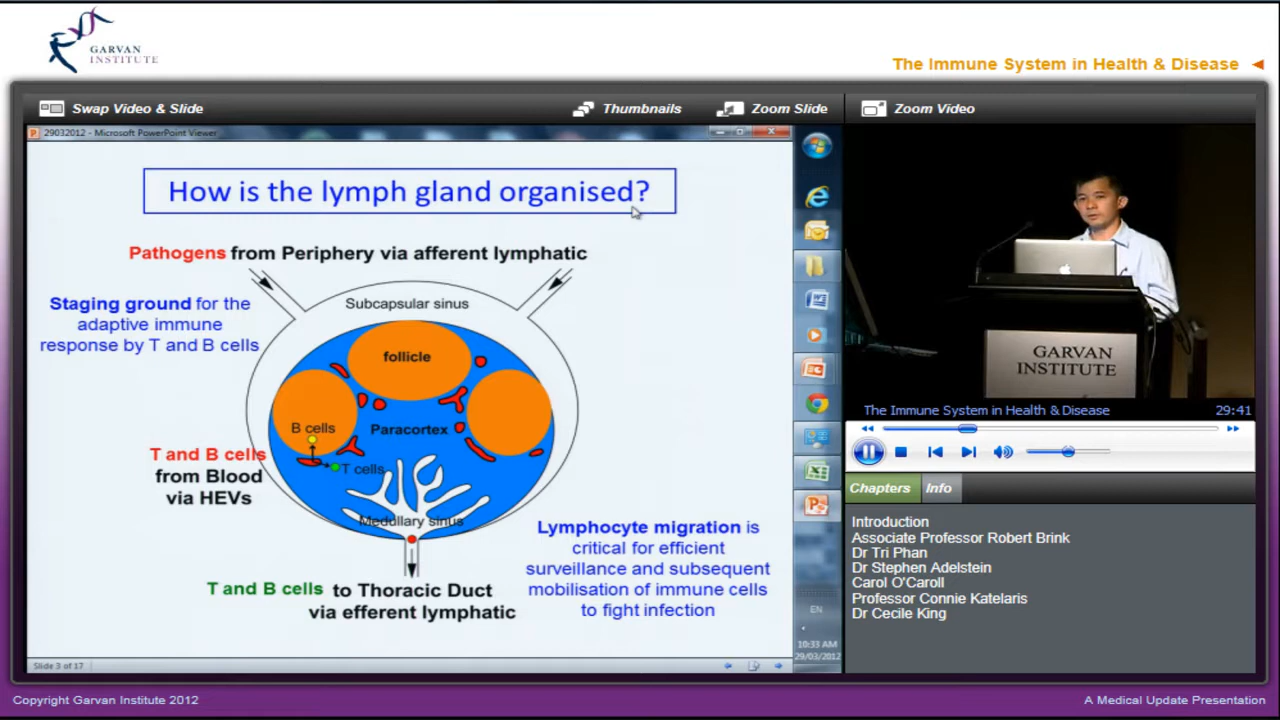 GARVAN
INSTITUTE
The Immune System in Health & Disease
Swap Video & Slide
Thumbnails
Zoom Slide
Zoom Video
29032012 - Microsoft PowerPoint Viewer
How is the lymph gland organised?
Pathogens from Periphery via afferent lymphatic
Staging ground for the
adaptive immune
response by T and B cells
Subcapsular sinus
follicle
B cells
Paracortex
T cells
T and B cells
from Blood
via HEVs
Medullary sinus
Lymphocyte migration is
critical for efficient
surveillance and subsequent
mobilisation of immune cells
to fight infection
T and B cells to Thoracic Duct
via efferent lymphatic
Slide 3 of 17
EN
10:33 AM
29/03/2012
GARVAN
INSTITUTE
The Immune System in Health & Disease
29:41
Chapters
Info
Introduction
Associate Professor Robert Brink
Dr Tri Phan
Dr Stephen Adelstein
Carol O'Caroll
Professor Connie Katelaris
Dr Cecile King
Copyright Garvan Institute 2012
A Medical Update Presentation